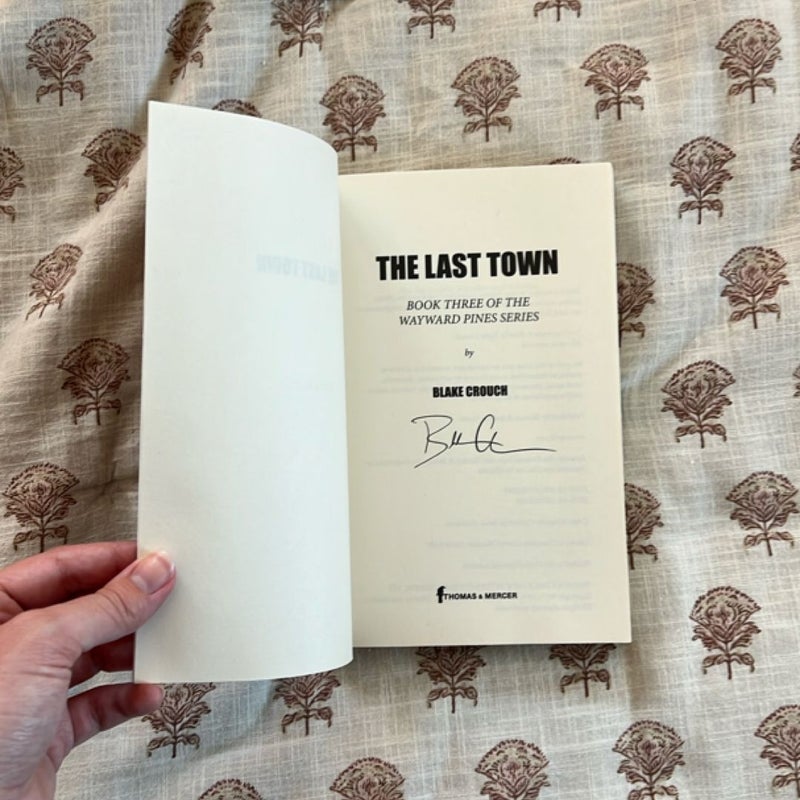 THE LAST TOWN
BOOK THREE OF THE
WAYWARD PINES SERIES
by
BLAKE CROUCH
THOMAS & MERCER